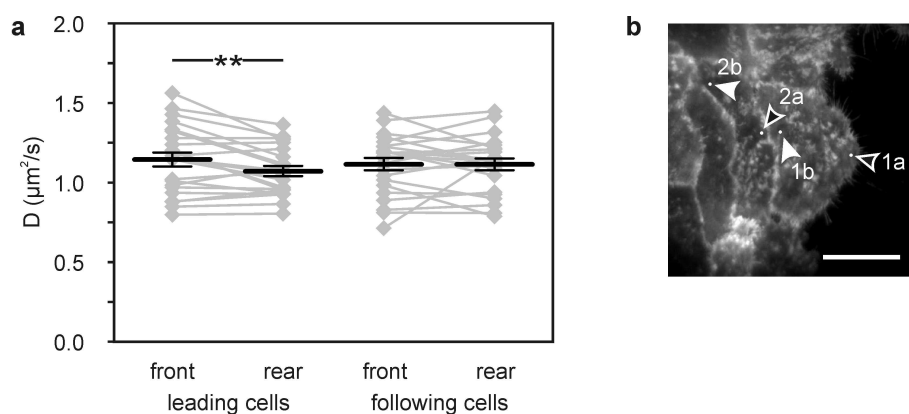 a
2.0
**
1.5
1.0
0.5
0.0
D (μm²/s)
front rear front rear
leading cells following cells
b
2b
2a
1b
1a